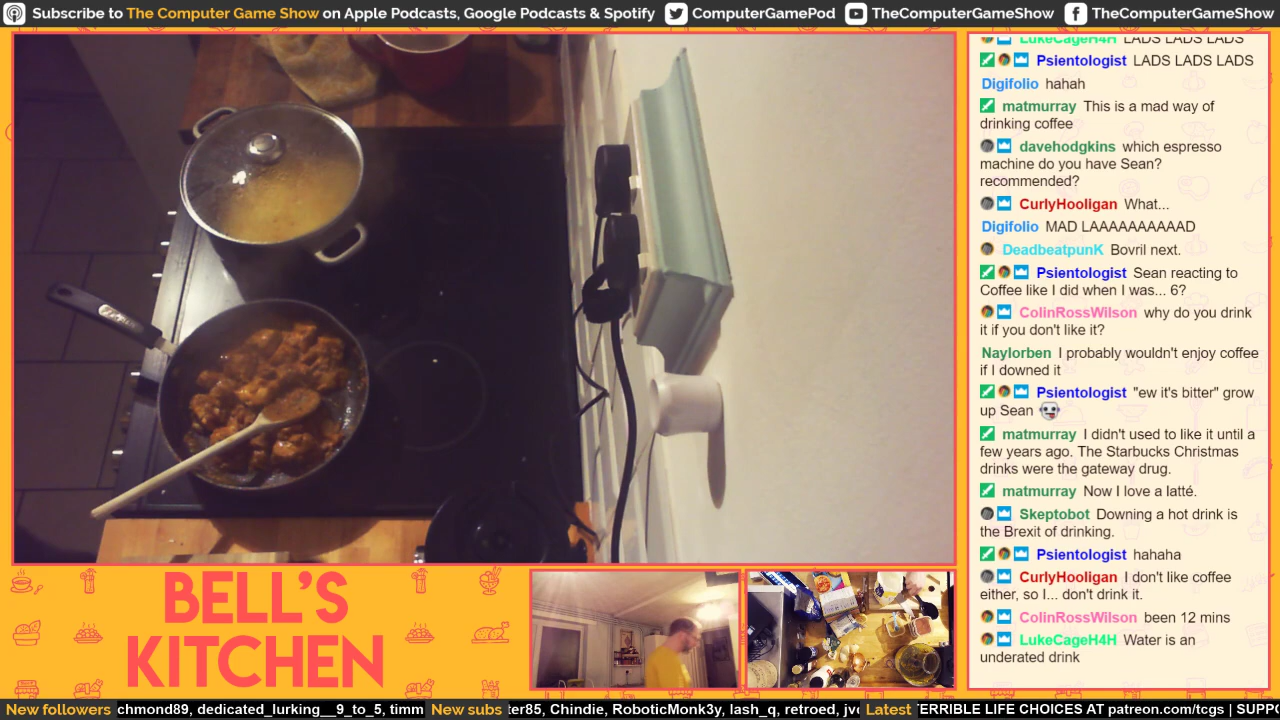 Subscribe to The Computer Game Show on Apple Podcasts, Google Podcasts & Spotify ComputerGamePod TheComputerGameShow TheComputerGameShow
LukeCageH4H LADS LADS LADS
Psientologist LADS LADS LADS
Digifolio hahah
matmurray This is a mad way of
drinking coffee
davehodgkins which espresso
machine do you have Sean?
recommended?
CurlyHooligan What...
Digifolio MAD LAAAAAAAAAD
DeadbeatpunK Bovril next.
Psientologist Sean reacting to
Coffee like I did when I was... 6?
ColinRossWilson why do you drink
it if you don't like it?
Naylorben I probably wouldn't enjoy coffee
if I downed it
Psientologist "ew it's bitter" grow
up Sean
matmurray I didn't used to like it until a
few years ago. The Starbucks Christmas
drinks were the gateway drug.
matmurray Now I love a latté.
Skeptobot Downing a hot drink is
the Brexit of drinking.
Psientologist hahaha
CurlyHooligan I don't like coffee
either, so I... don't drink it.
ColinRossWilson been 12 mins
LukeCageH4H Water is an
underated drink
BELL'S
KITCHEN
New followers chmond89, dedicated_lurking__9_to_5, timm New subs ter85, Chindie, RoboticMonk3y, lash_q, retroed, jvc Latest ERRIBLE LIFE CHOICES AT patreon.com/tcgs | SUPPO